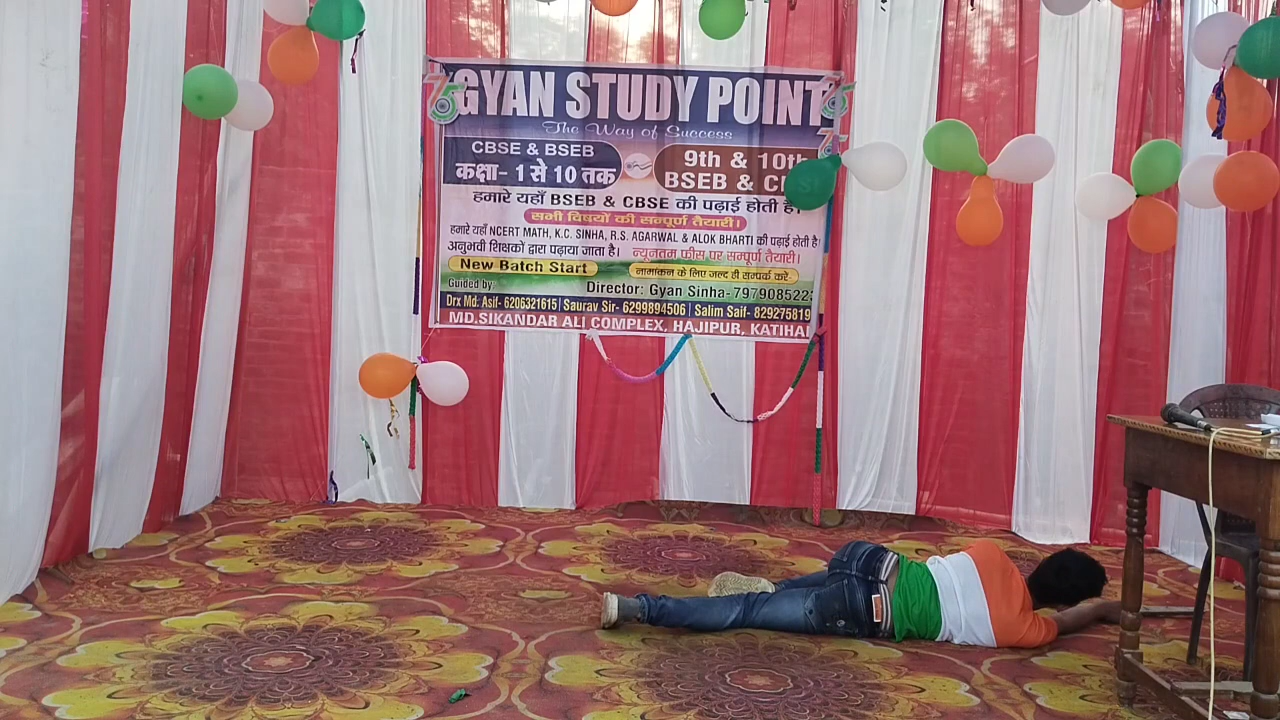 GYAN STUDY POINT
The Way of Success
CBSE & BSEB
कक्षा- 1 से 10 तक
9th & 10th
BSEB & C
हमारे यहाँ BSEB & CBSE की पढ़ाई होती है।
सभी विषयों की सम्पूर्ण तैयारी।
हमारे यहाँ NCERT MATH, K.C. SINHA, R.S. AGARWAL & ALOK BHARTI की पढ़ाई होती है
अनुभवी शिक्षकों द्वारा पढ़ाया जाता है। न्यूनतम फीस पर सम्पूर्ण तैयारी।
New Batch Start नामांकन के लिए जल्द ही सम्पर्क करें-
Guided by:- Director: Gyan Sinha- 797908522
Drx Md: Asif- 6206321615 | Saurav Sir- 6299894506 | Salim Saif- 829275819
MD.SIKANDAR ALI COMPLEX, HAJIPUR, KATIHA